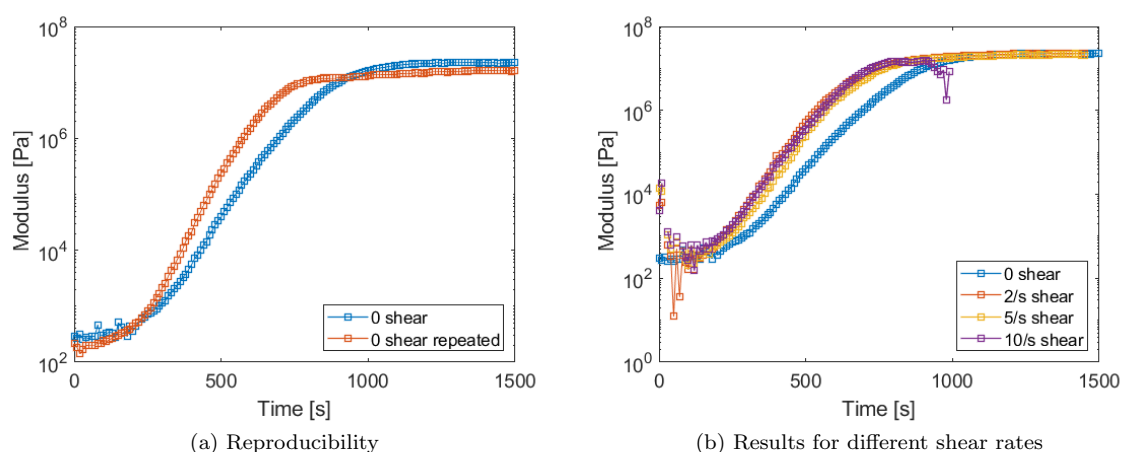 10^8
10^6
10^4
10^2
Modulus [Pa]
0 500 1000 1500
Time [s]
0 shear
0 shear repeated
(a) Reproducibility
10^8
10^6
10^4
10^2
10^0
Modulus [Pa]
0 500 1000 1500
Time [s]
0 shear
2/s shear
5/s shear
10/s shear
(b) Results for different shear rates